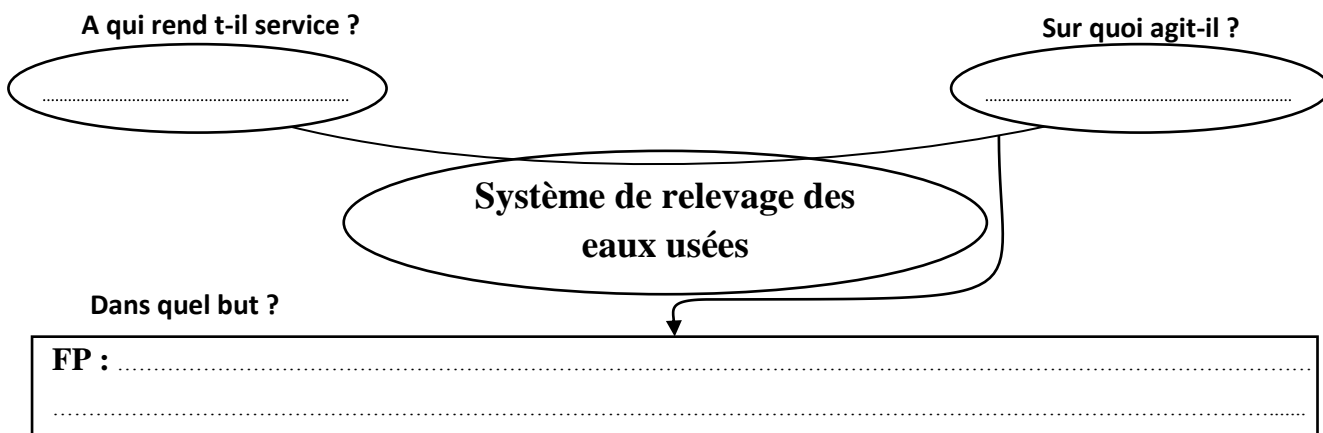 A qui rend t-il service ?
Sur quoi agit-il ?
Système de relevage des
eaux usées
Dans quel but ?
FP :